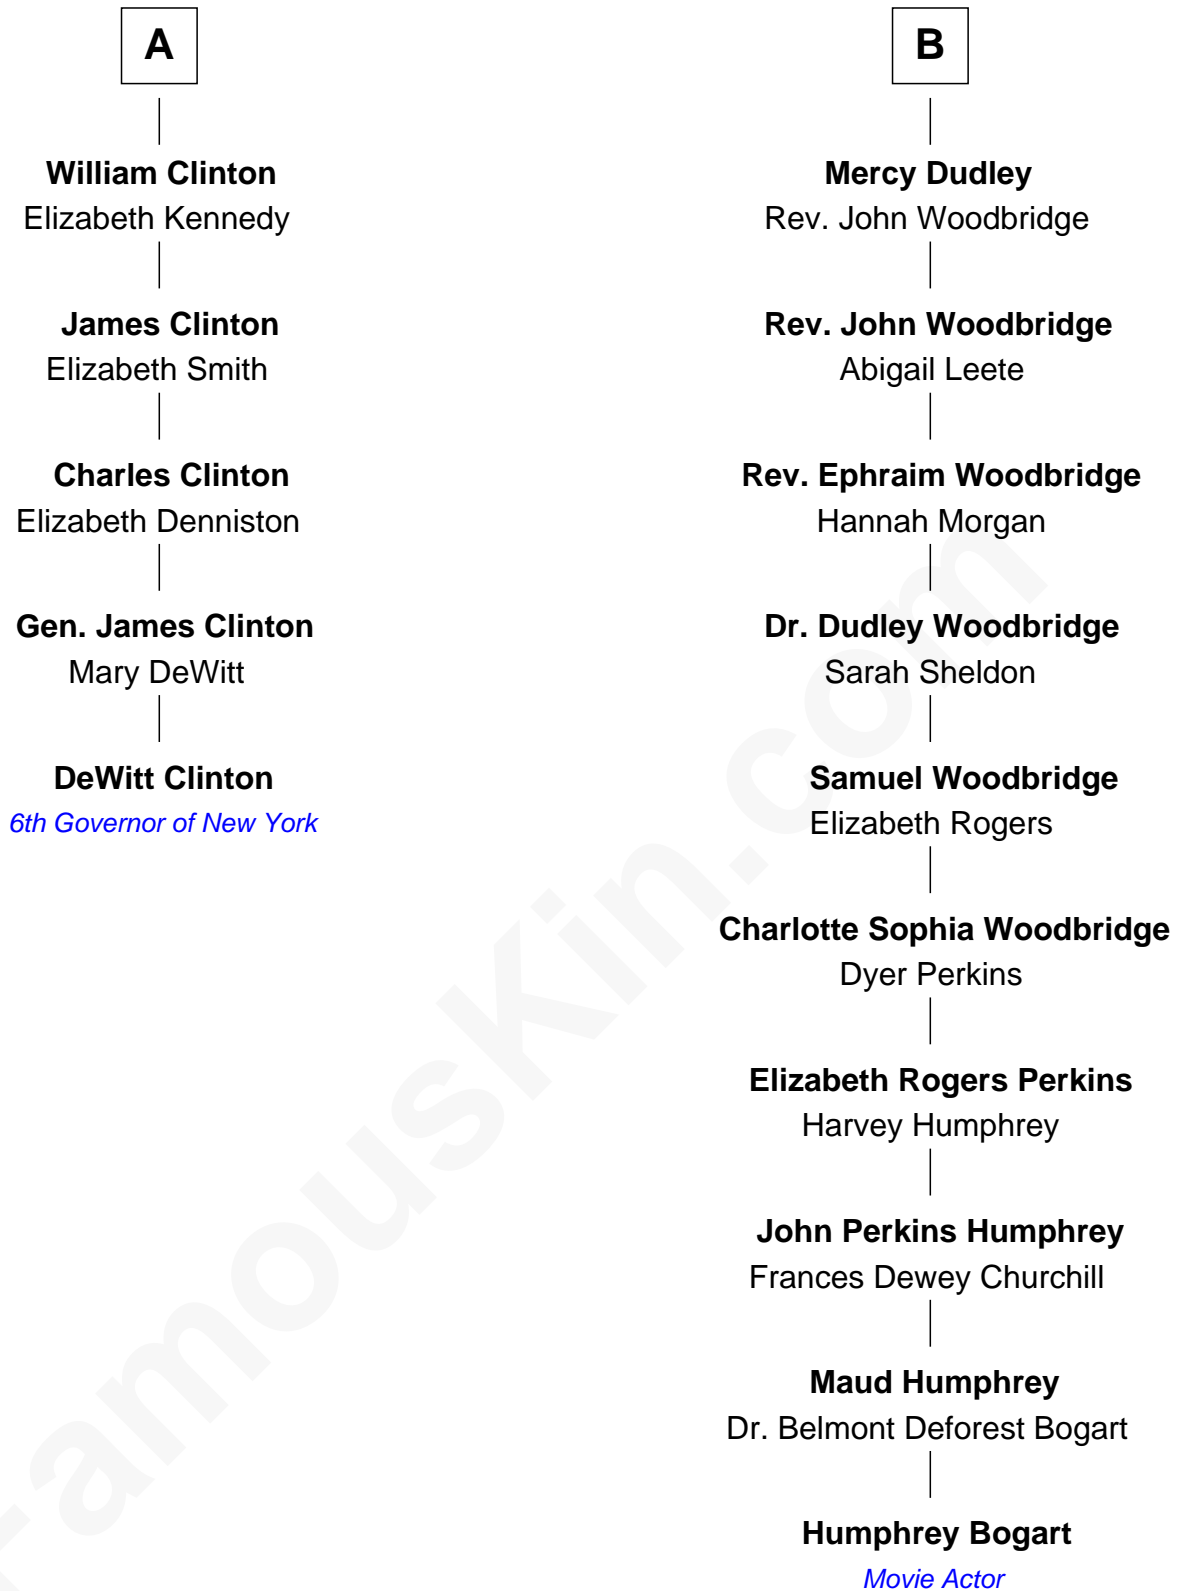 A
William Clinton
Elizabeth Kennedy
James Clinton
Elizabeth Smith
Charles Clinton
Elizabeth Denniston
Gen. James Clinton
Mary DeWitt
DeWitt Clinton
6th Governor of New York
B
Mercy Dudley
Rev. John Woodbridge
Rev. John Woodbridge
Abigail Leete
Rev. Ephraim Woodbridge
Hannah Morgan
Dr. Dudley Woodbridge
Sarah Sheldon
Samuel Woodbridge
Elizabeth Rogers
Charlotte Sophia Woodbridge
Dyer Perkins
Elizabeth Rogers Perkins
Harvey Humphrey
John Perkins Humphrey
Frances Dewey Churchill
Maud Humphrey
Dr. Belmont Deforest Bogart
Humphrey Bogart
Movie Actor
FamousKin.com